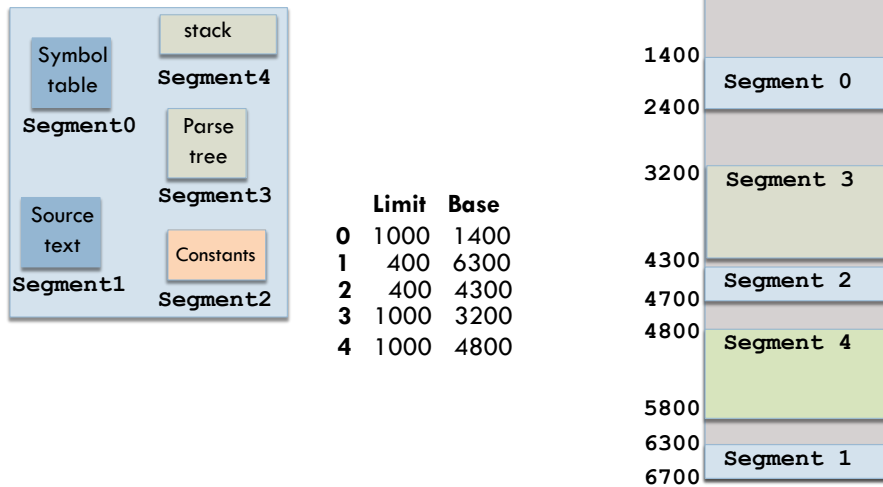 Symbol
table
Segment0
stack
Segment4
Parse
tree
Segment3
Source
text
Segment1
Constants
Segment2
Limit Base
0 1000 1400
1 400 6300
2 400 4300
3 1000 3200
4 1000 4800
1400
Segment 0
2400
3200
Segment 3
4300
Segment 2
4700
4800
Segment 4
5800
6300
Segment 1
6700